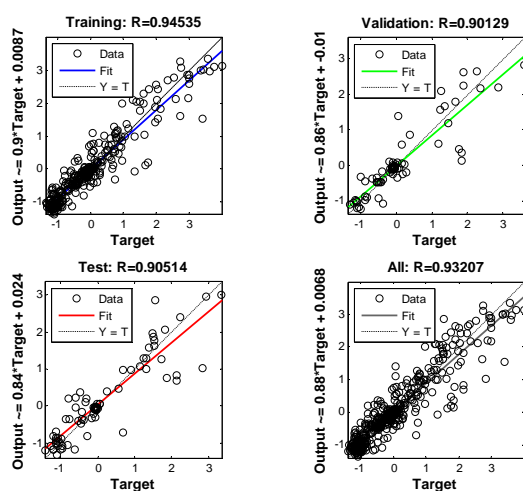 Training: R=0.94535
Output ~= 0.9*Target + 0.0087
3
2
1
0
-1
Data
Fit
Y = T
-1 0 1 2 3
Target
Validation: R=0.90129
Output ~= 0.86*Target + -0.01
3
2
1
0
-1
Data
Fit
Y = T
-1 0 1 2 3
Target
Test: R=0.90514
Output ~= 0.84*Target + 0.024
3
2
1
0
-1
Data
Fit
Y = T
-1 0 1 2 3
Target
All: R=0.93207
Output ~= 0.88*Target + 0.0068
3
2
1
0
-1
Data
Fit
Y = T
-1 0 1 2 3
Target